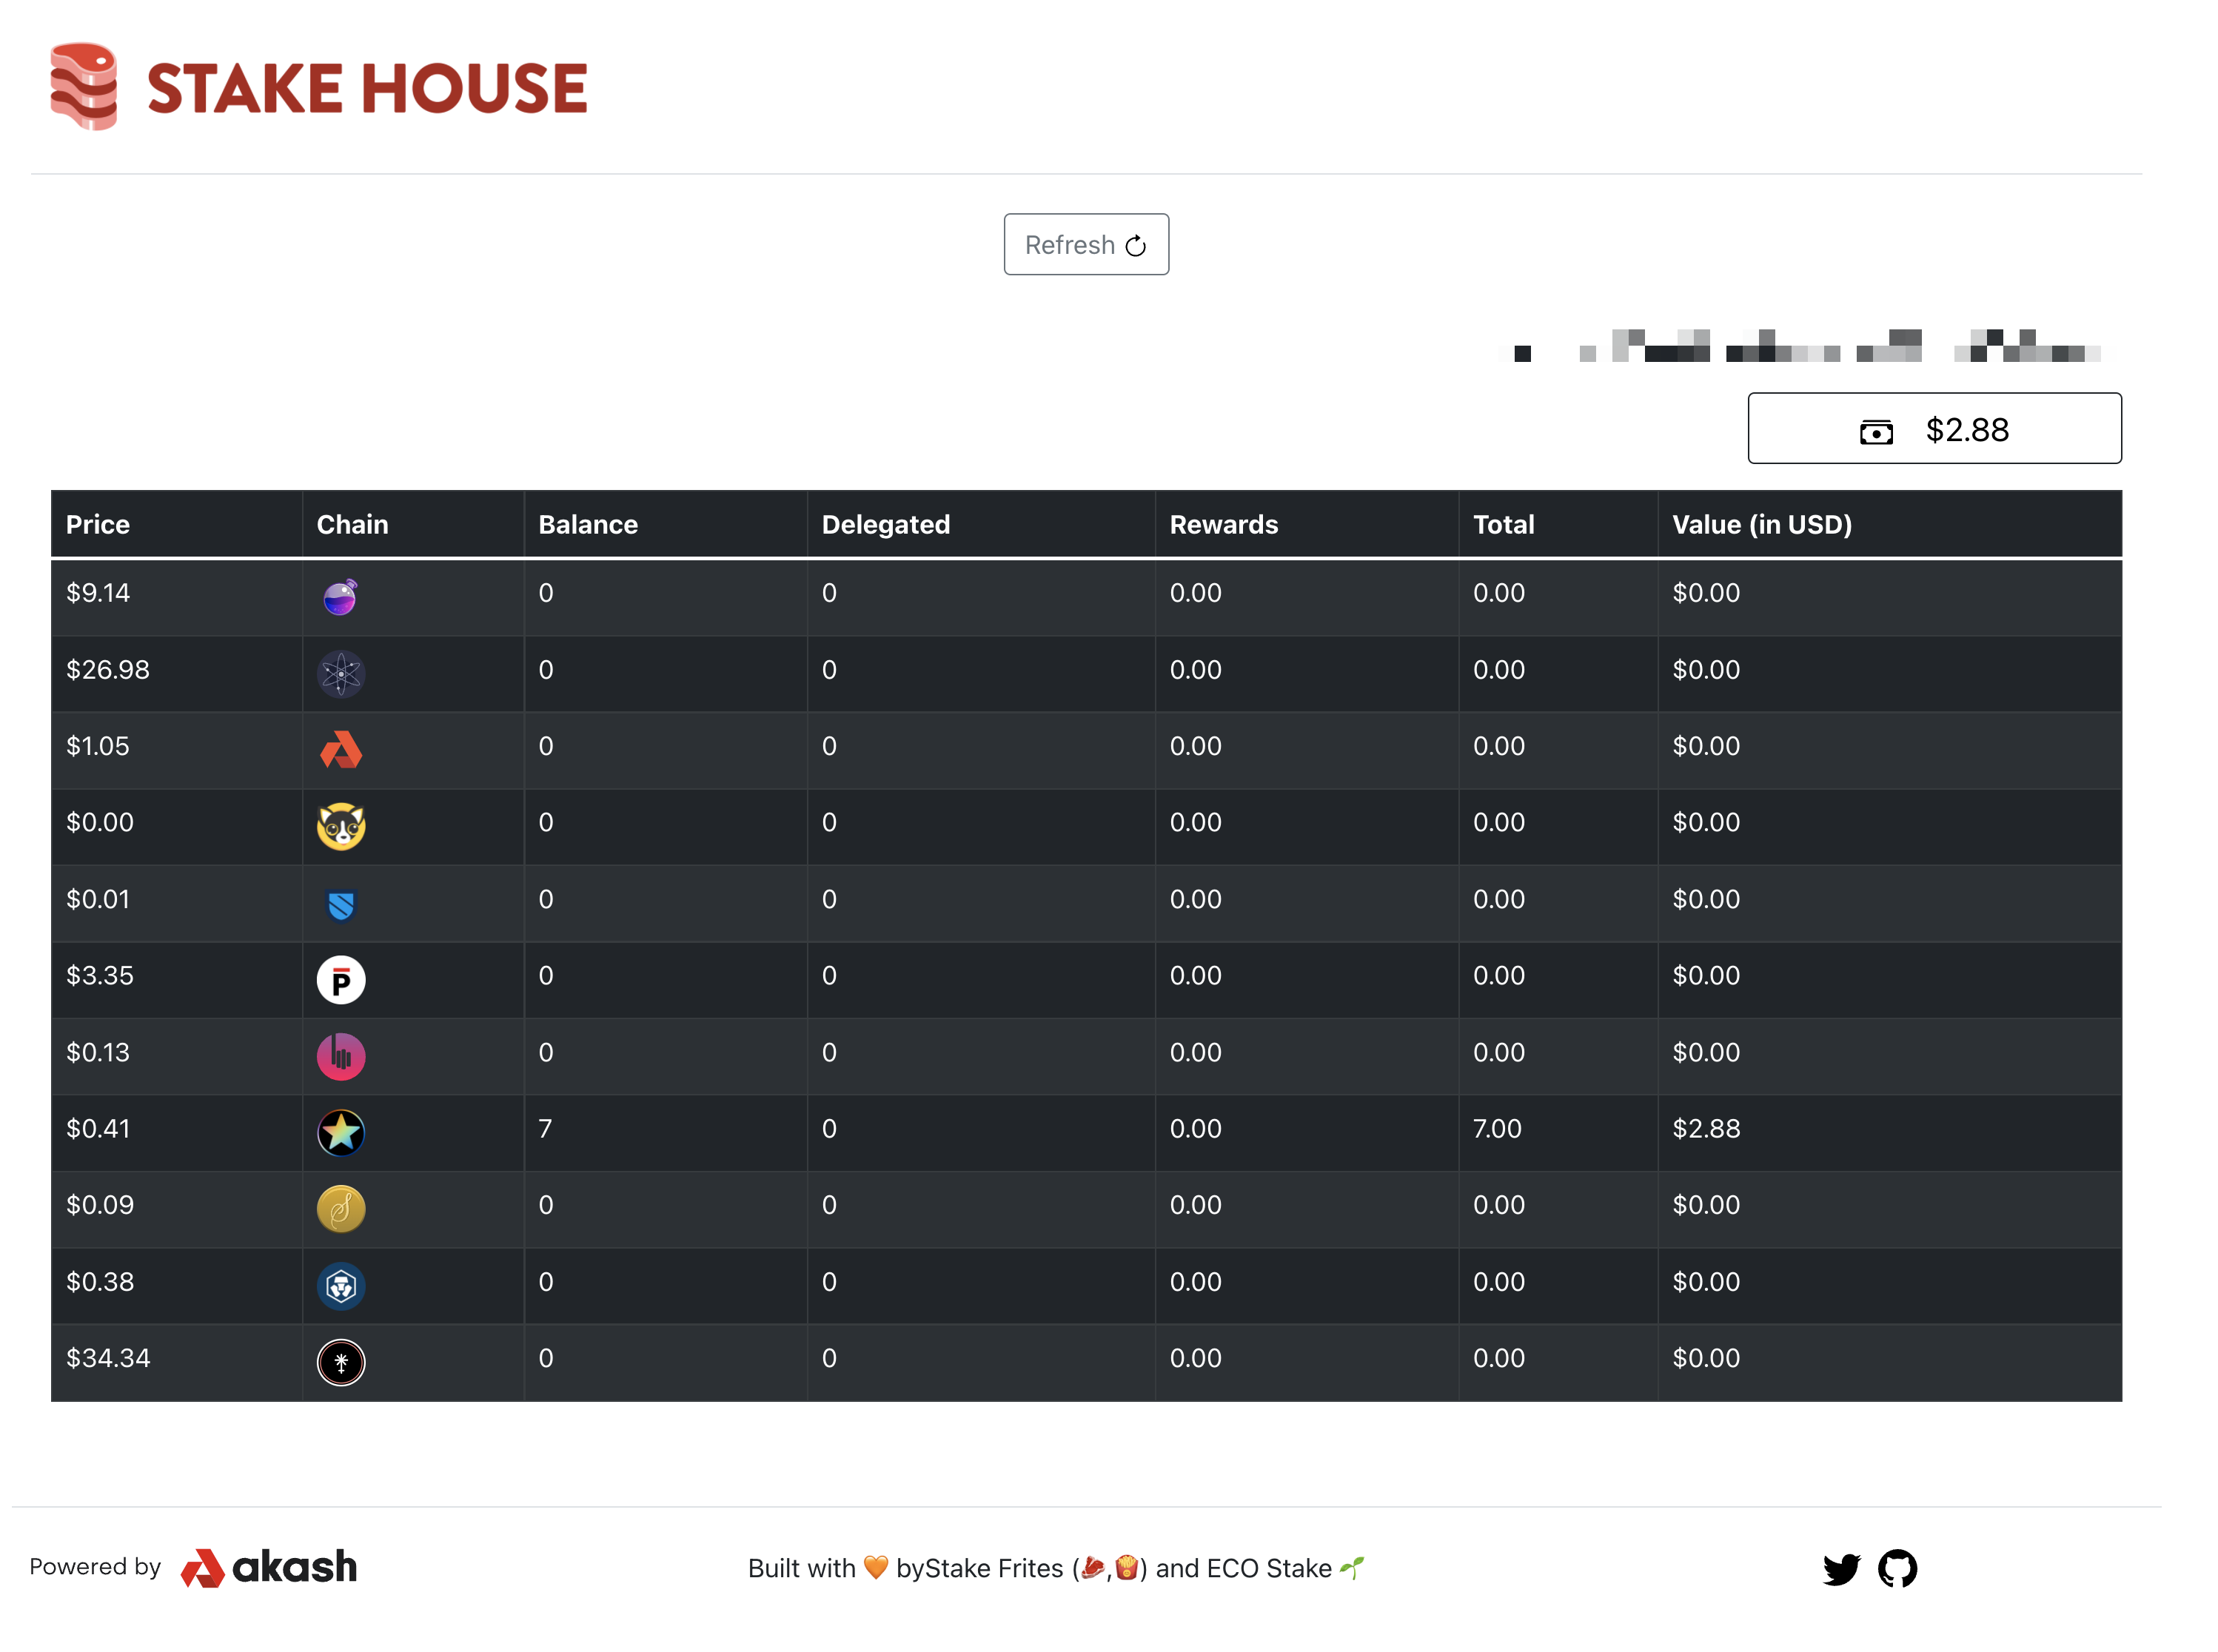 STAKE HOUSE
Refresh
$2.88
Price Chain Balance Delegated Rewards Total Value (in USD)
$9.14 0 0 0.00 0.00 $0.00
$26.98 0 0 0.00 0.00 $0.00
$1.05 0 0 0.00 0.00 $0.00
$0.00 0 0 0.00 0.00 $0.00
$0.01 0 0 0.00 0.00 $0.00
$3.35 P 0 0 0.00 0.00 $0.00
$0.13 0 0 0.00 0.00 $0.00
$0.41 7 0 0.00 7.00 $2.88
$0.09 0 0 0.00 0.00 $0.00
$0.38 0 0 0.00 0.00 $0.00
$34.34 0 0 0.00 0.00 $0.00
Powered by akash
Built with 🧡 byStake Frites (🥩,🍟) and ECO Stake 🌱